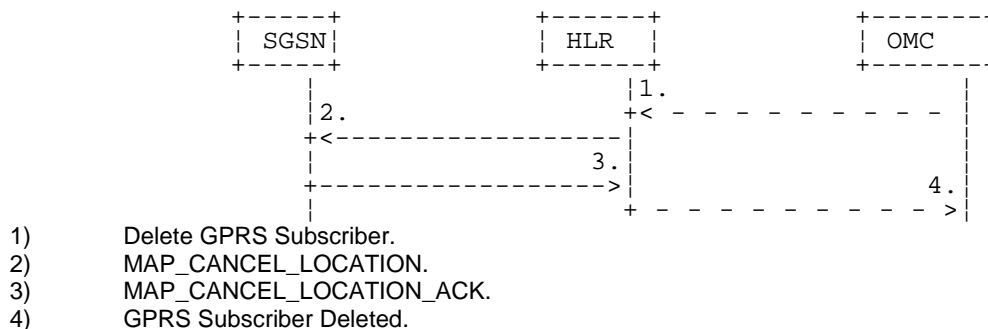 SGSN HLR OMC
1.
2.
3.
4.
1) Delete GPRS Subscriber.
2) MAP_CANCEL_LOCATION.
3) MAP_CANCEL_LOCATION_ACK.
4) GPRS Subscriber Deleted.